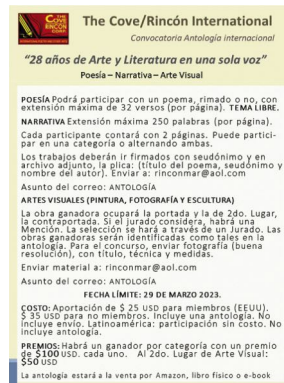 THE COVE RINCON CORP
The Cove/Rincón International
Convocatoria Antología internacional
“28 años de Arte y Literatura en una sola voz”
Poesía – Narrativa – Arte Visual
POESÍA Podrá participar con un poema, rimado o no, con
extensión máxima de 32 versos (por página). TEMA LIBRE.
NARRATIVA Extensión máxima 250 palabras (por página).
Cada participante contará con 2 páginas. Puede partici-
par en una categoría o alternando ambas.
Los trabajos deberán ir firmados con seudónimo y en
archivo adjunto, la plica: (título del poema, seudónimo y
nombre del autor). Enviar a: rinconmar@aol.com
Asunto del correo: ANTOLOGÍA
ARTES VISUALES (PINTURA, FOTOGRAFÍA Y ESCULTURA)
La obra ganadora ocupará la portada y la de 2do. Lugar,
la contraportada. Si el jurado considera, habrá una
Mención. La selección se hará a través de un Jurado. Las
obras ganadoras serán identificadas como tales en la
antología. Para el concurso, enviar fotografía (buena
resolución), con título, técnica y medidas.
Enviar material a: rinconmar@aol.com
Asunto del correo: ANTOLOGÍA
FECHA LÍMITE: 29 DE MARZO 2023.
COSTO: Aportación de $ 25 USD para miembros (EEUU).
$ 35 USD para no miembros. Incluye una antología. No
incluye envío. Latinoamérica: participación sin costo. No
incluye antología.
PREMIOS: Habrá un ganador por categoría con un premio
de $100 USD. cada uno. Al 2do. Lugar de Arte Visual:
$50 USD
La antología estará a la venta por Amazon, libro físico o e-book